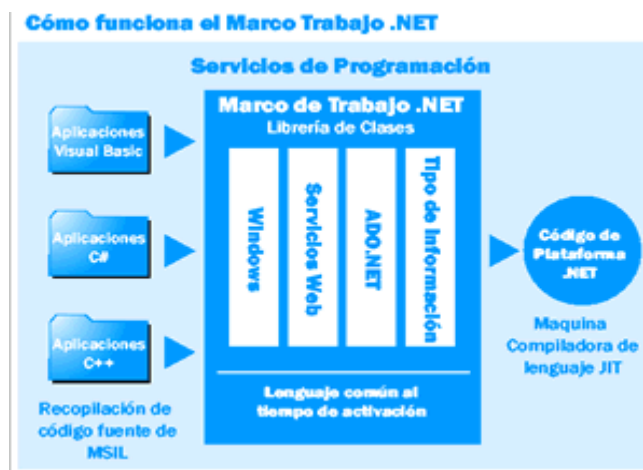 Cómo funciona el Marco Trabajo .NET
Servicios de Programación
Marco de Trabajo .NET
Librería de Clases
Aplicaciones
Visual Basic
Aplicaciones
C#
Aplicaciones
C++
Recopilación de
código fuente de
MSIL
Windows
Servicios Web
ADO.NET
Tipo de Información
Lenguaje común al
tiempo de activación
Código de
Plataforma
.NET
Maquina
Compiladora de
lenguaje JIT